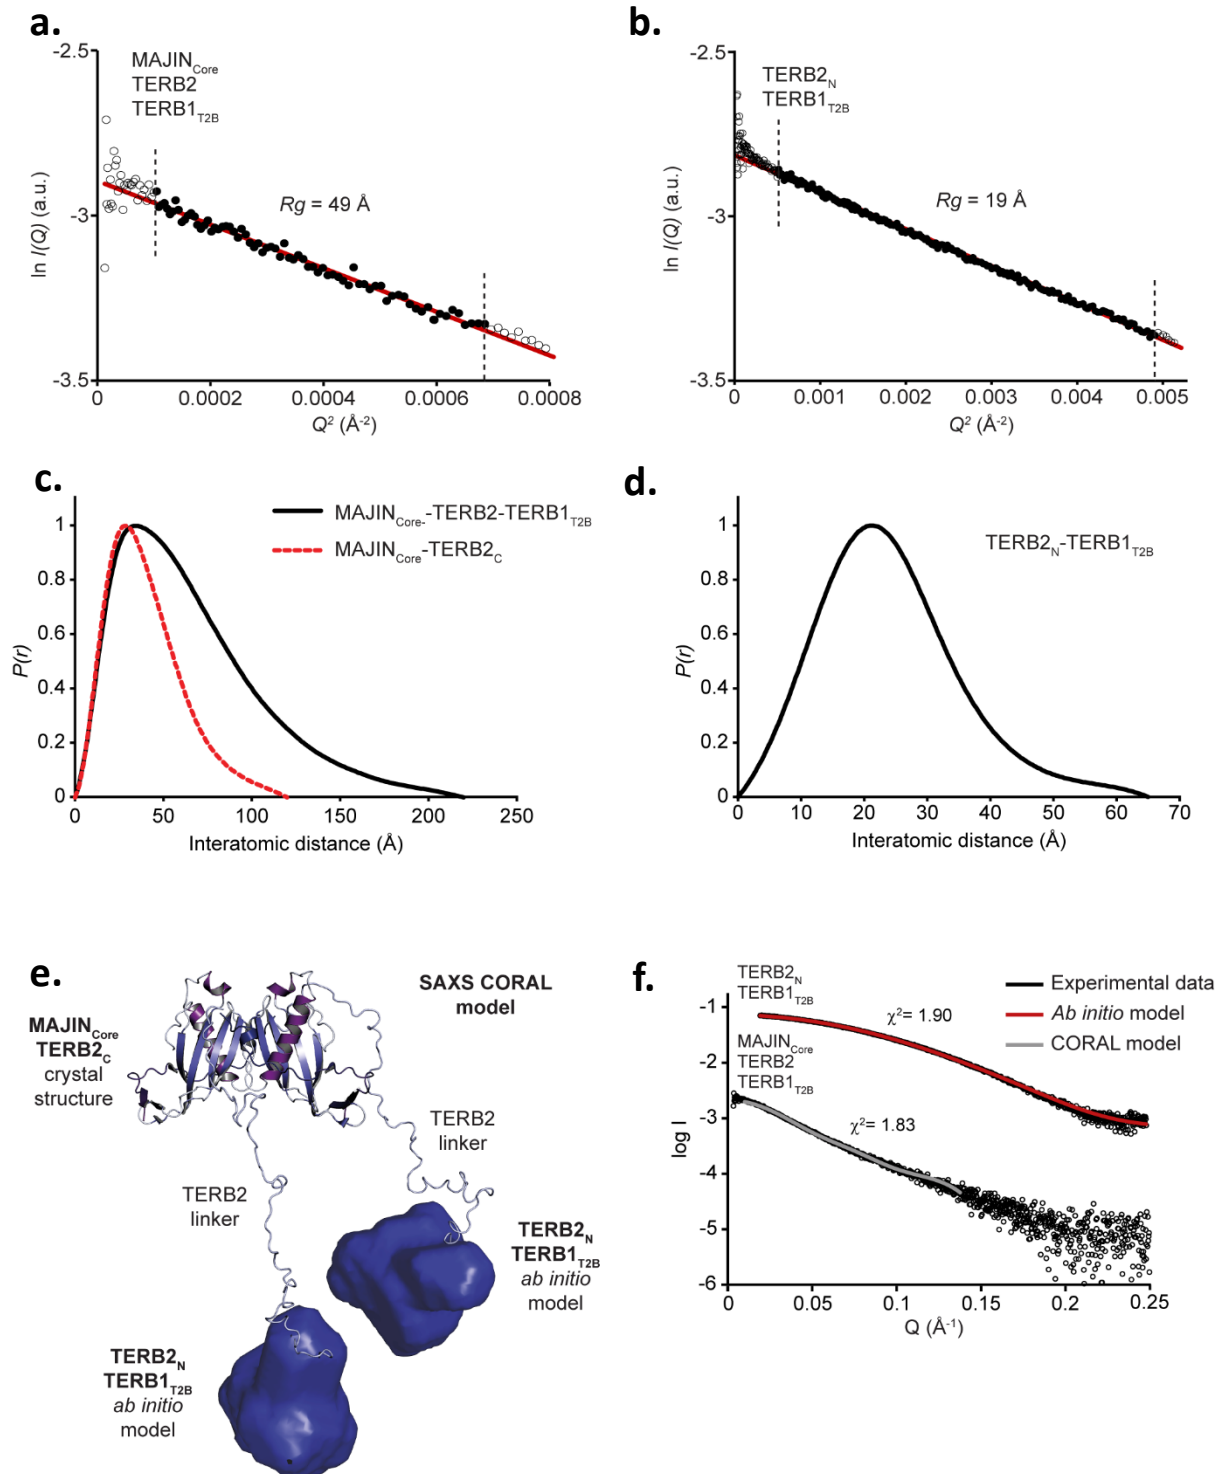 a.
-2.5
MAJINCore
TERB2
TERB1T2B
-3
Rg = 49 Å
ln I(Q) (a.u.)
-3.5
0
0.0002
0.0004
0.0006
0.0008
Q² (Å⁻²)
b.
-2.5
TERB2N
TERB1T2B
-3
Rg = 19 Å
ln I(Q) (a.u.)
-3.5
0
0.001
0.002
0.003
0.004
0.005
Q² (Å⁻²)
c.
MAJINCore--TERB2-TERB1T2B
MAJINCore-TERB2C
1
0.8
0.6
0.4
0.2
0
P(r)
0
50
100
150
200
250
Interatomic distance (Å)
d.
TERB2N-TERB1T2B
1
0.8
0.6
0.4
0.2
0
P(r)
0
10
20
30
40
50
60
70
Interatomic distance (Å)
e.
SAXS CORAL
model
MAJINCore
TERB2C
crystal
structure
TERB2
linker
TERB2
linker
TERB2N
TERB1T2B
ab initio
model
TERB2N
TERB1T2B
ab initio
model
f.
TERB2N
TERB1T2B
Experimental data
Ab initio model
CORAL model
χ²= 1.90
MAJINCore
TERB2
TERB1T2B
χ²= 1.83
-1
-2
-3
-4
-5
-6
log I
0
0.05
0.1
0.15
0.2
0.25
Q (Å⁻¹)